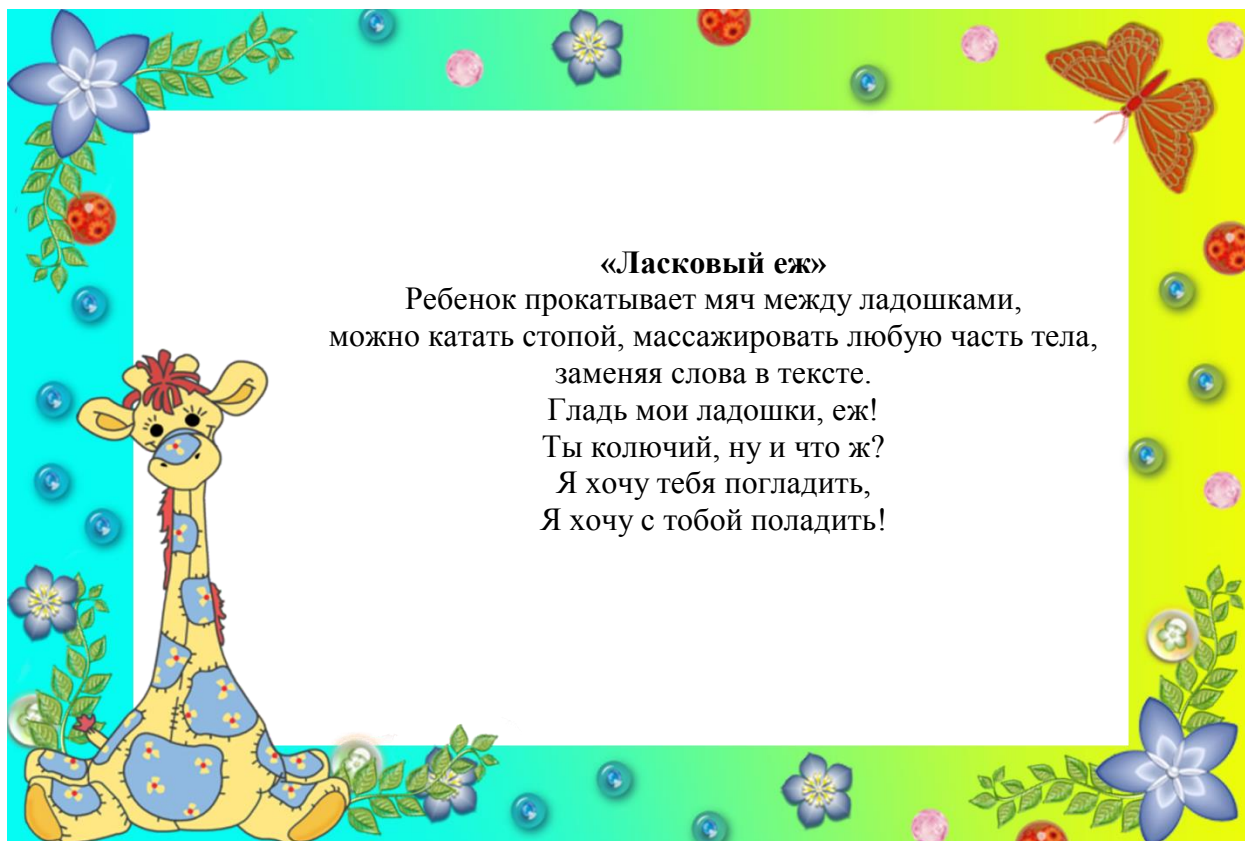 «Ласковый еж»
Ребенок прокатывает мяч между ладошками,
можно катать стопой, массажировать любую часть тела,
заменяя слова в тексте.
Гладь мои ладошки, еж!
Ты колючий, ну и что ж?
Я хочу тебя погладить,
Я хочу с тобой поладить!